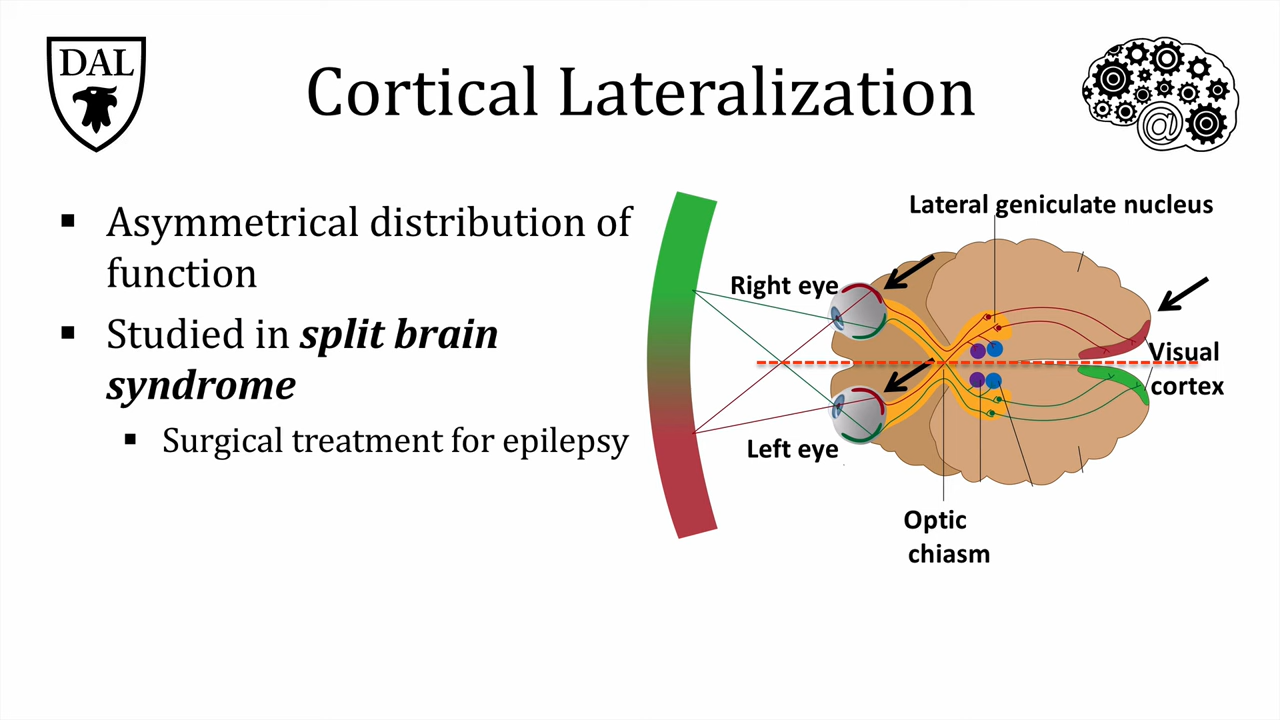 DAL
Cortical Lateralization
@
▪ Asymmetrical distribution of
function
▪ Studied in split brain
syndrome
▪ Surgical treatment for epilepsy
Lateral geniculate nucleus
Right eye
Visual
cortex
Left eye
Optic
chiasm